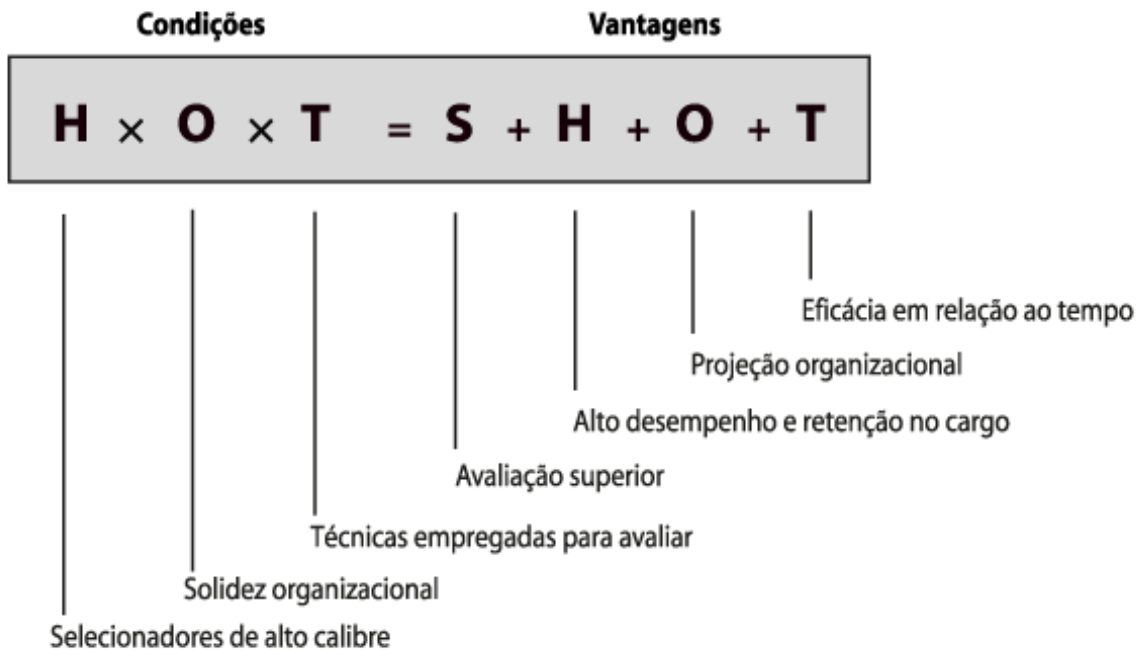 Condições Vantagens
H × O × T = S + H + O + T
Eficácia em relação ao tempo
Projeção organizacional
Alto desempenho e retenção no cargo
Avaliação superior
Técnicas empregadas para avaliar
Solidez organizacional
Selecionadores de alto calibre